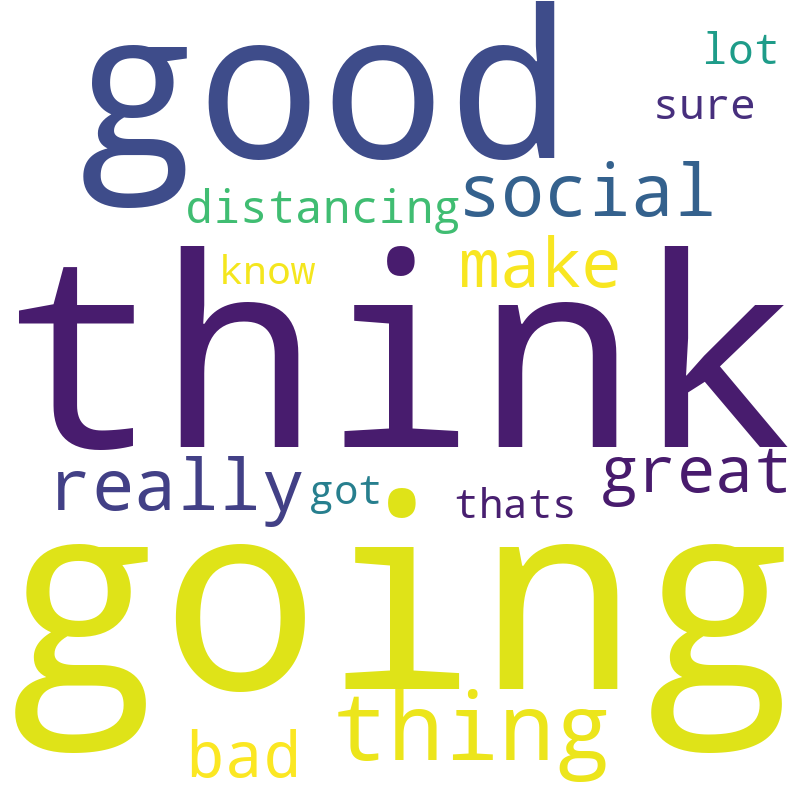 good
lot
sure
distancing social
know make
think
really got thats great
going
bad thing